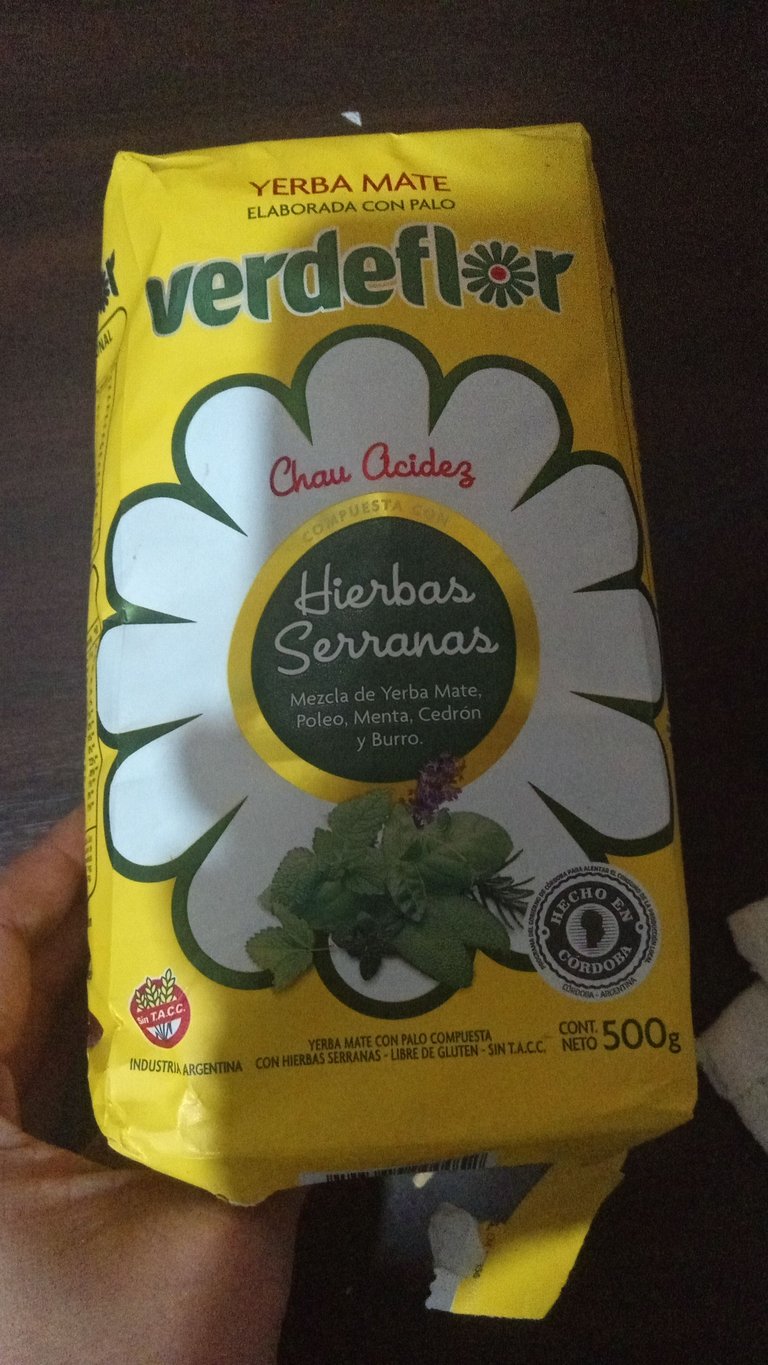 YERBA MATE
ELABORADA CON PALO
verdeflor
Chau Acidez
COMPUESTA CON
Hierbas
Serranas
Mezcla de Yerba Mate,
Poleo, Menta, Cedrón
y Burro.
HECHO EN
CÓRDOBA
CÓRDOBA - ARGENTINA
Sin T.A.C.C.
INDUSTRIA ARGENTINA
YERBA MATE CON PALO COMPUESTA
CON HIERBAS SERRANAS - LIBRE DE GLUTEN - SIN T.A.C.C.
CONT.
NETO 500g